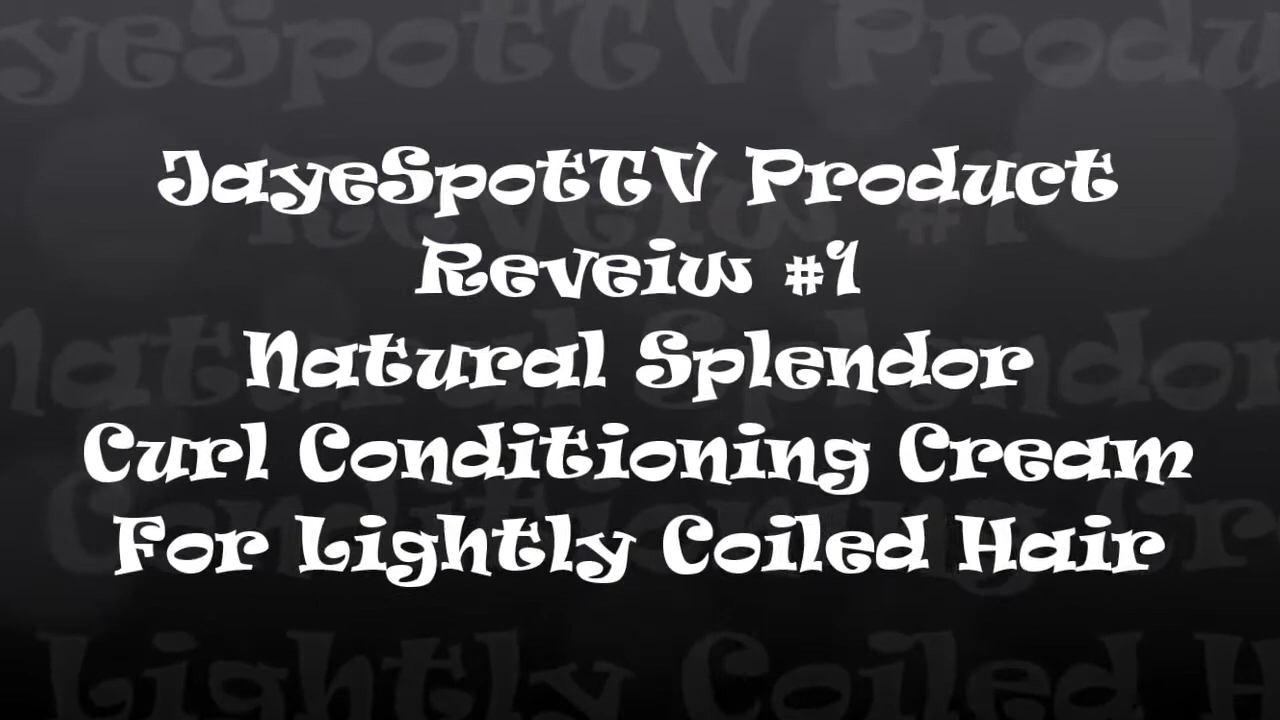 JayeSpotTV Product
Reveiw #1
Natural Splendor
Curl Conditioning Cream
For Lightly Coiled Hair